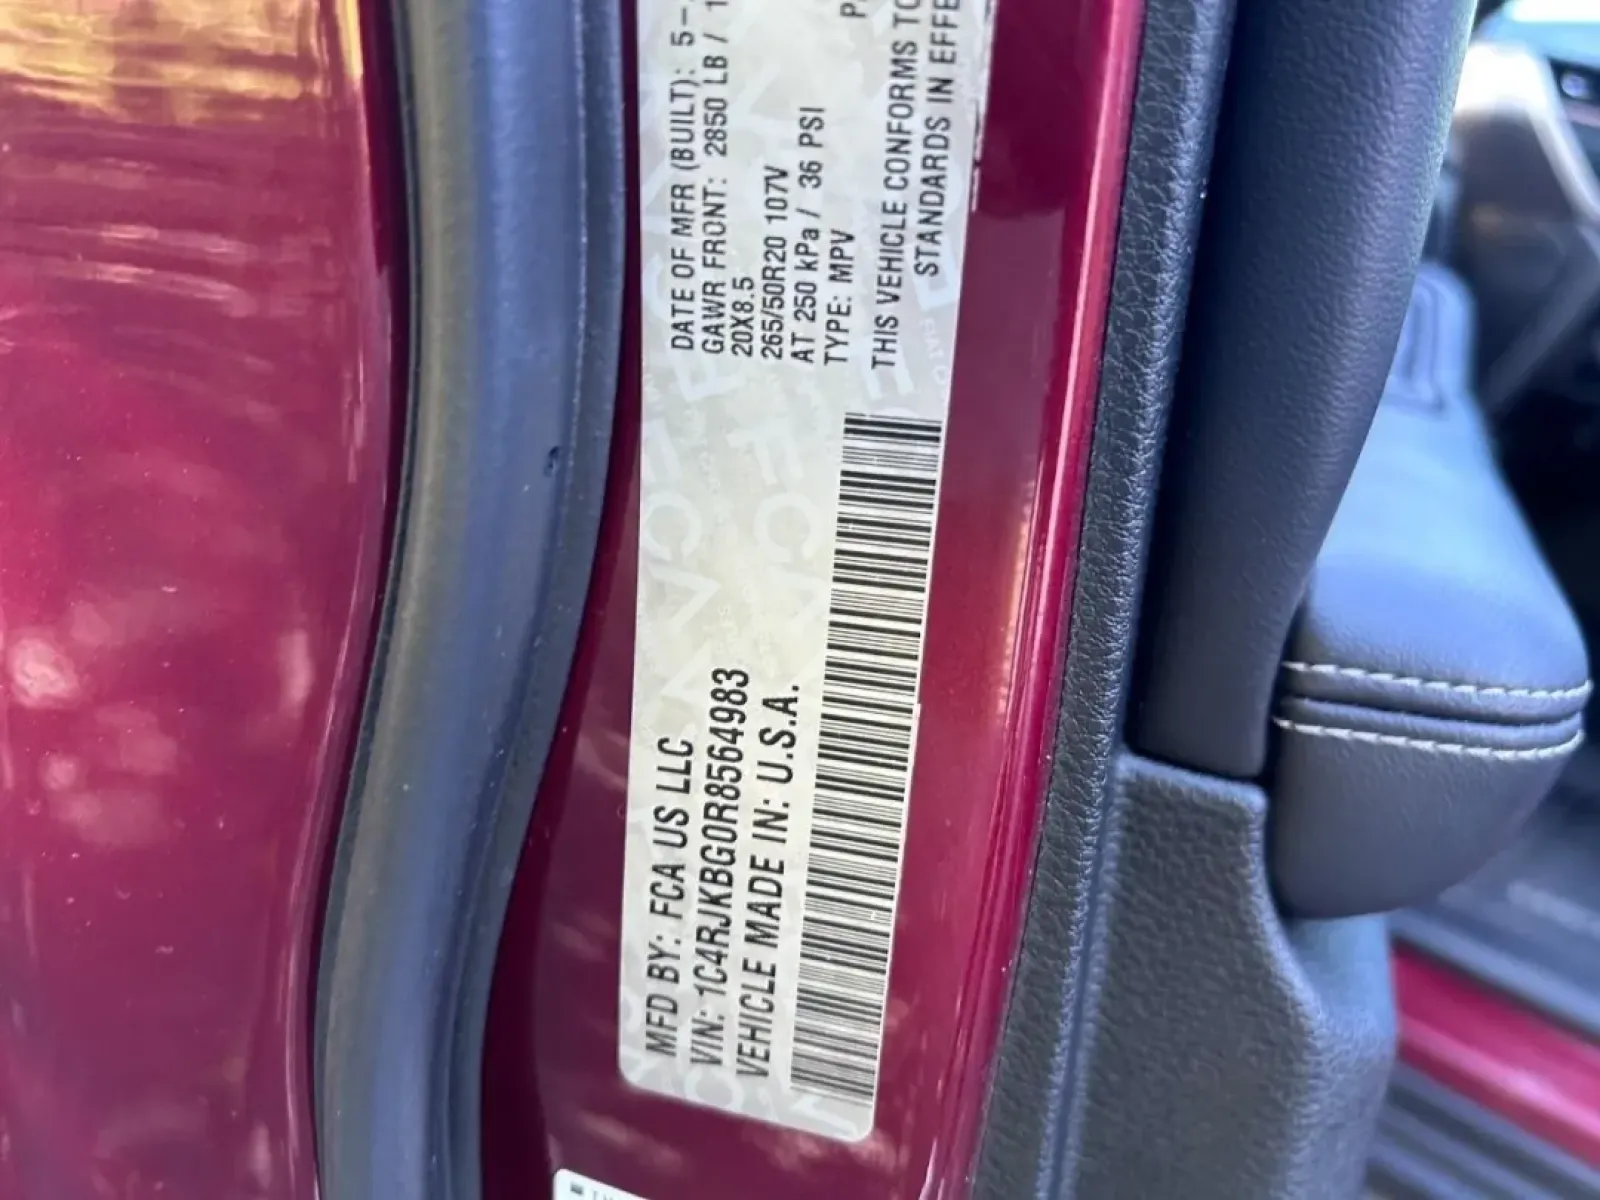 MFD BY: FCA US LLC
VIN: 1C4RJKBG0R8564983
VEHICLE MADE IN: U.S.A.
DATE OF MFR (BUILT): 5-
GAWR FRONT: 2850 LB /
20X8.5
265/50R20 107V
AT 250 kPa / 36 PSI
TYPE: MPV
THIS VEHICLE CONFORMS TO
STANDARDS IN